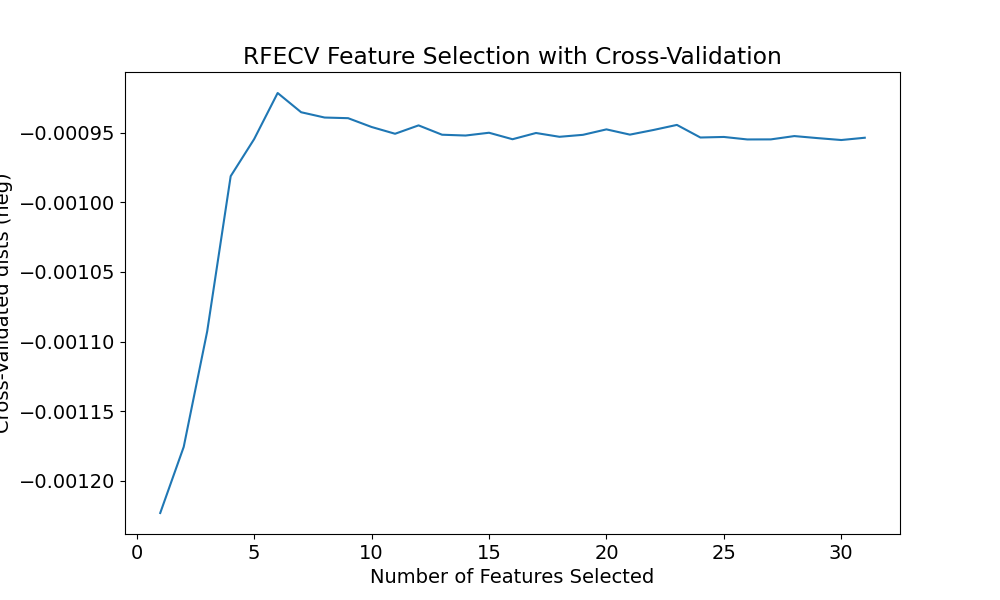 RFECV Feature Selection with Cross-Validation
Cross-Validated dists (neg)
−0.00095
−0.00100
−0.00105
−0.00110
−0.00115
−0.00120
0 5 10 15 20 25 30
Number of Features Selected